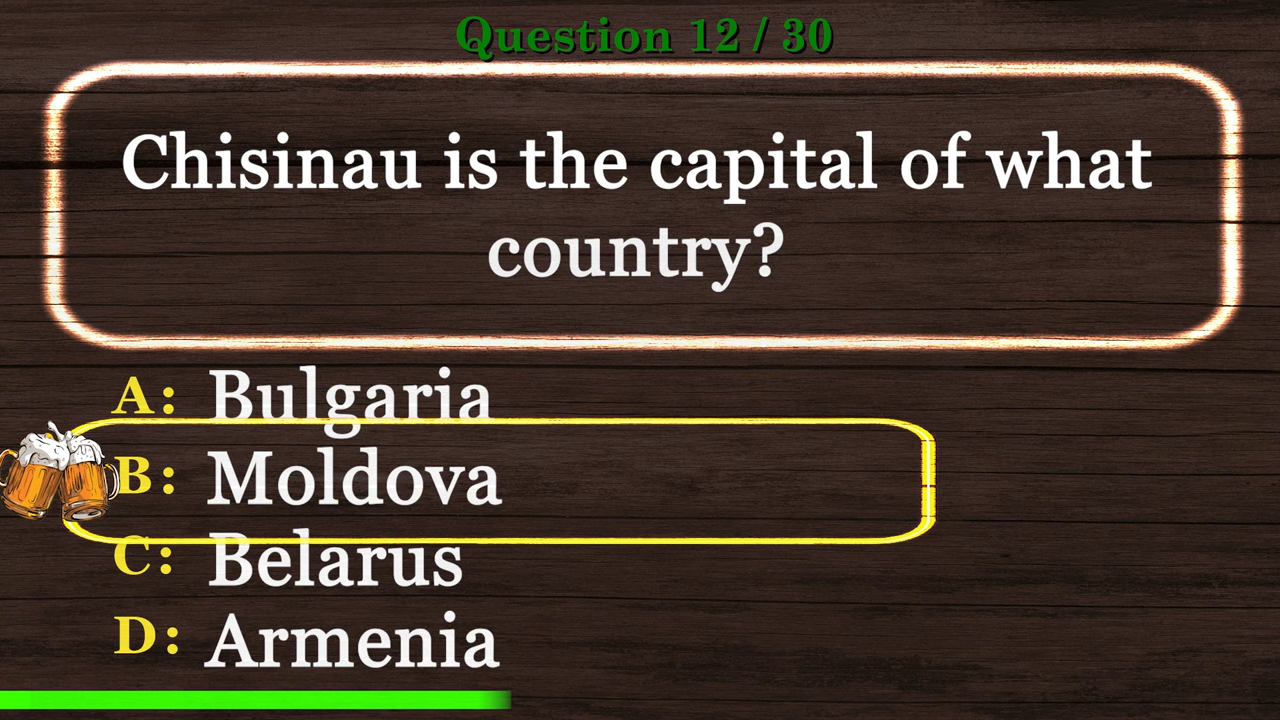 Question 12 / 30
Chisinau is the capital of what
country?
A: Bulgaria
B: Moldova
C: Belarus
D: Armenia